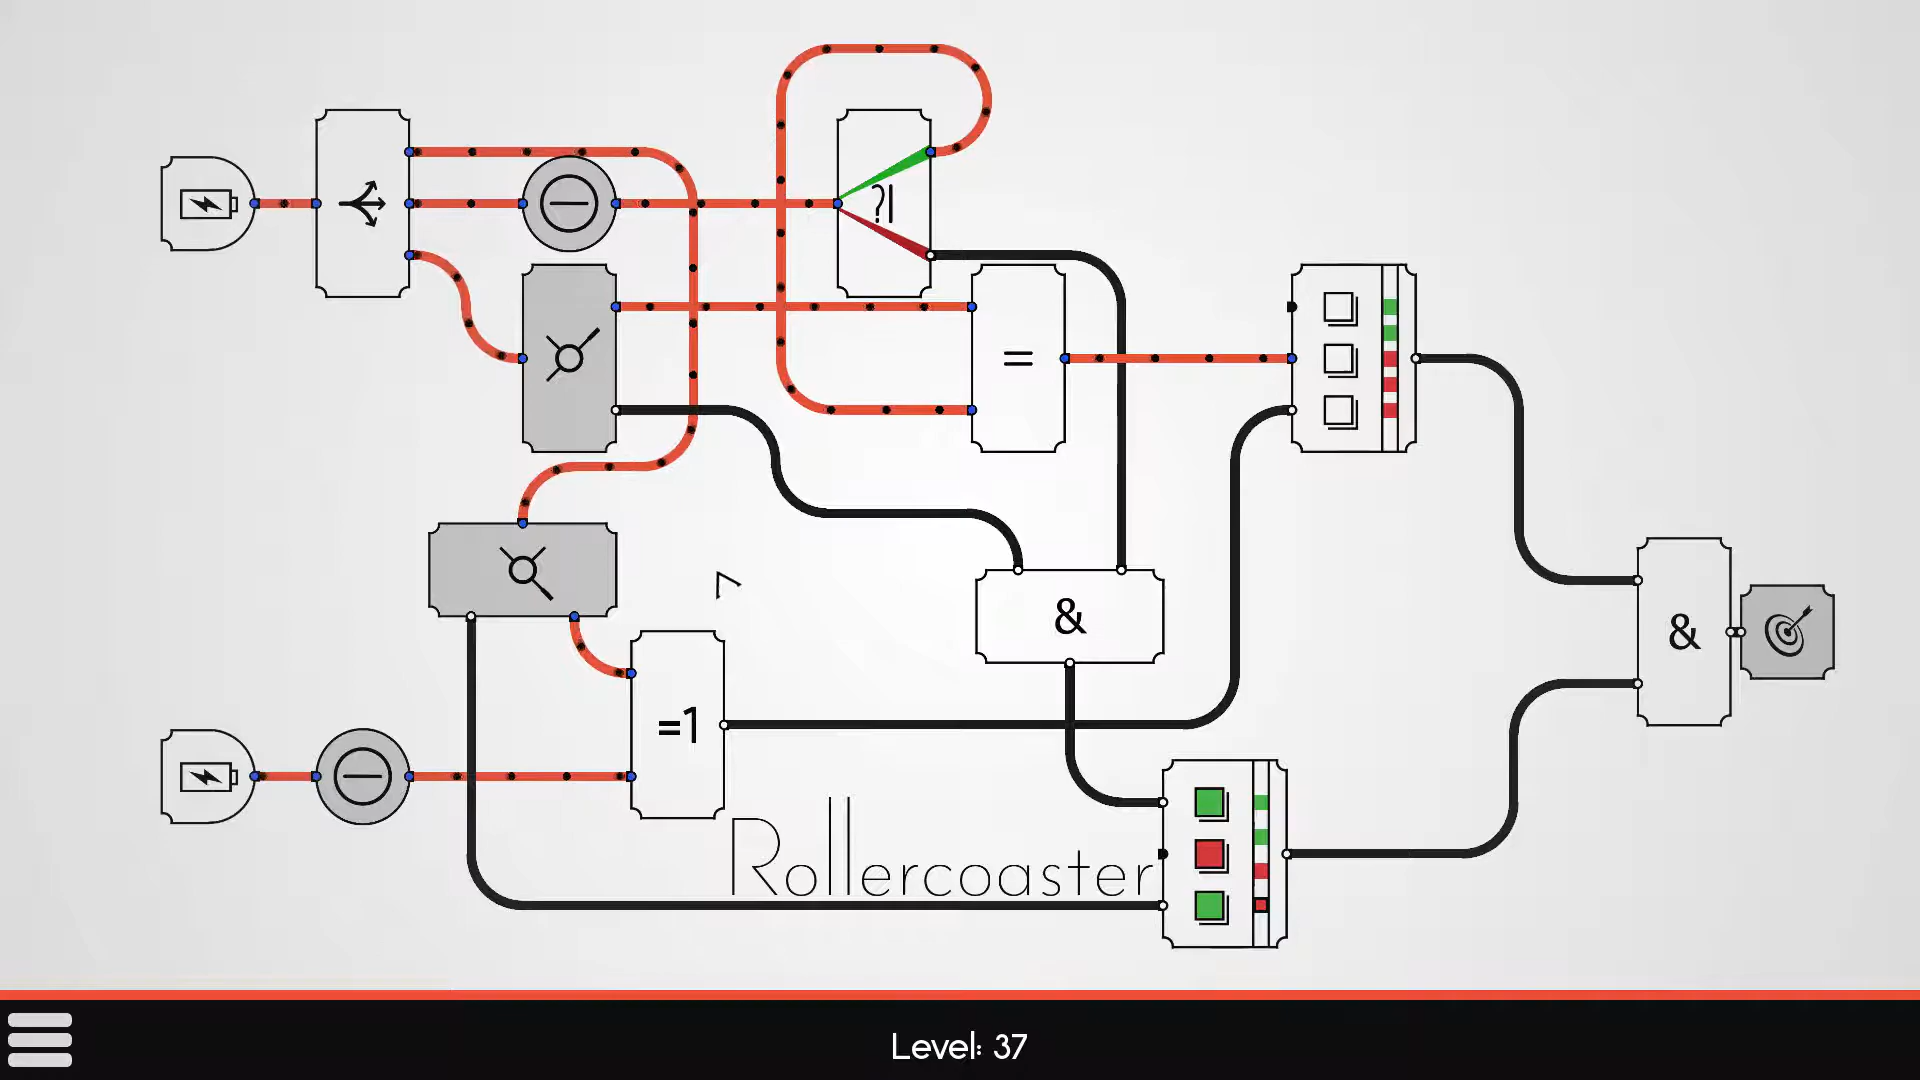 ?|
=
&
&
=1
Rollercoaster
Level: 37